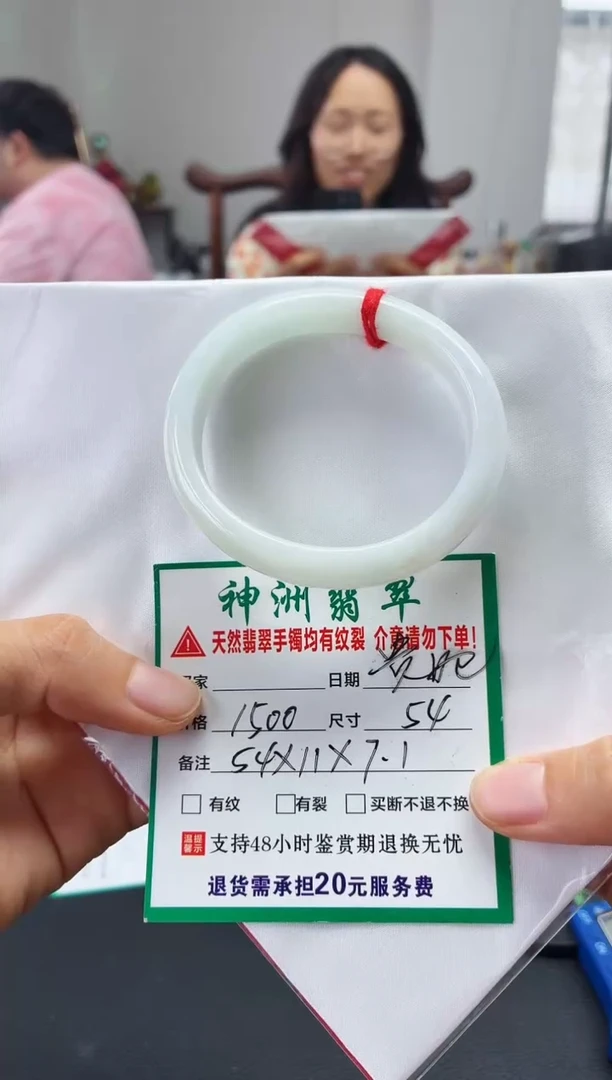 神洲翡翠
天然翡翠手镯均有纹裂 介意请勿下单!
家 日期 贵妃
格 1500 尺寸 54
备注 54X11X7.1
有纹 有裂 买断不退不换
温馨提示 支持48小时鉴赏期退换无忧
退货需承担20元服务费